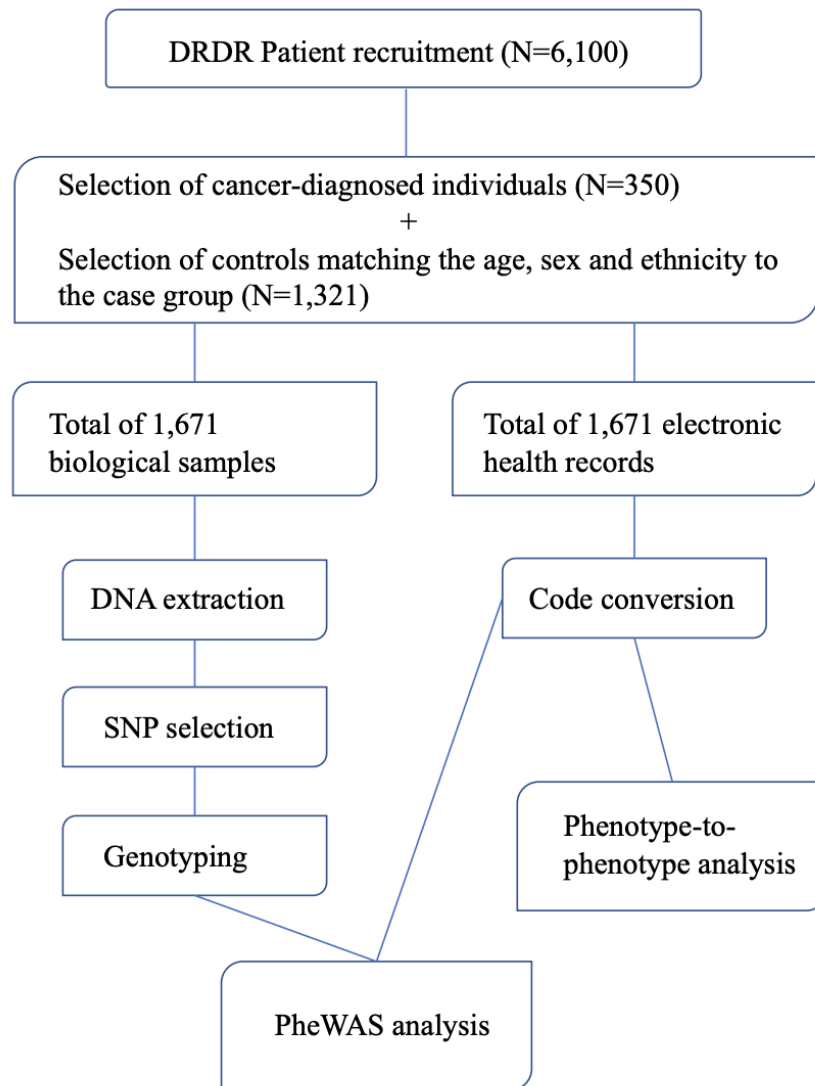 DRDR Patient recruitment (N=6,100)
Selection of cancer-diagnosed individuals (N=350)
+
Selection of controls matching the age, sex and ethnicity to
the case group (N=1,321)
Total of 1,671
biological samples
Total of 1,671 electronic
health records
DNA extraction
Code conversion
SNP selection
Genotyping
Phenotype-to-
phenotype analysis
PheWAS analysis